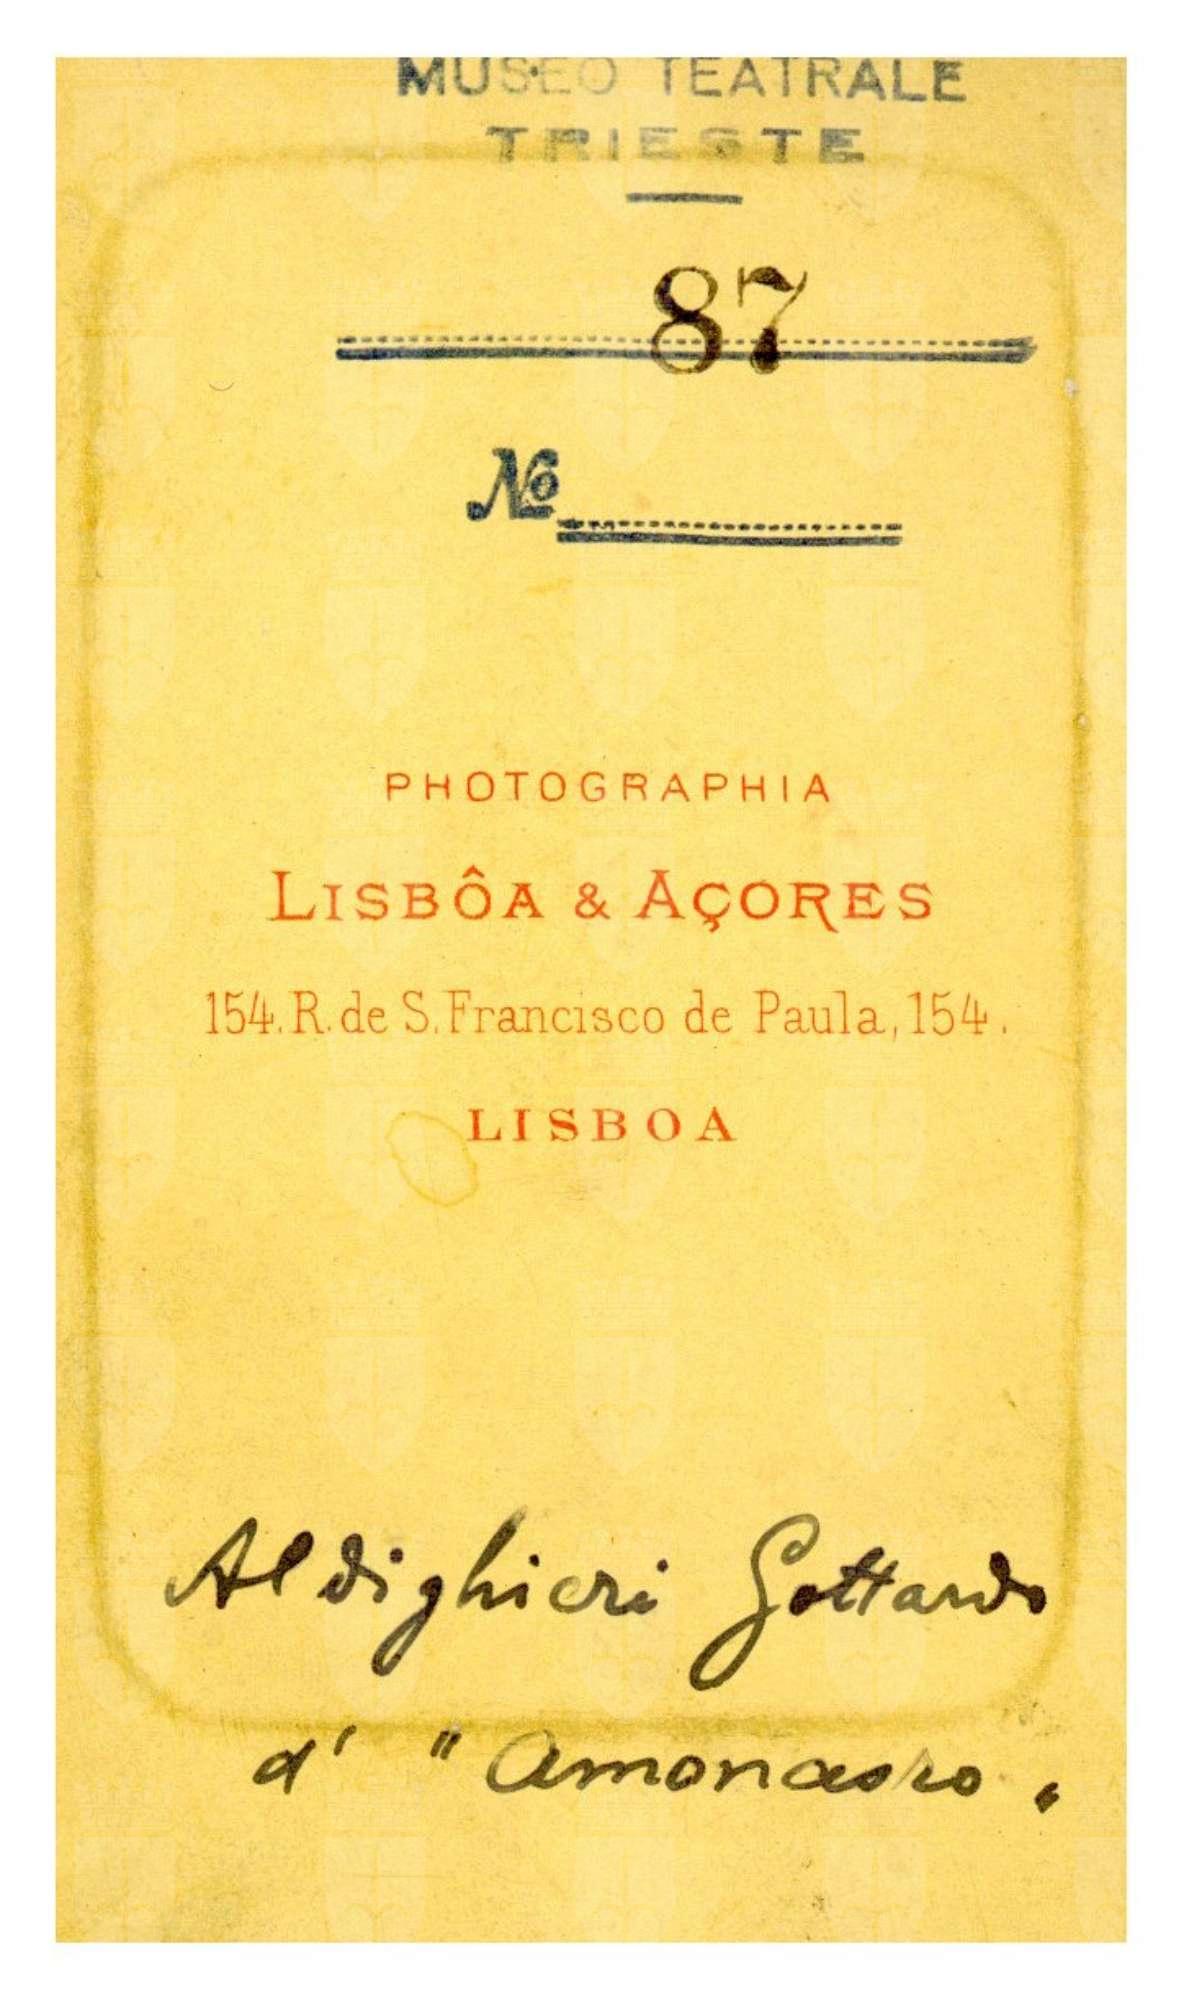 MUSEO TEATRALE
TRIESTE
87
No
PHOTOGRAPHIA
LISBÔA & AÇORES
154. R. de S. Francisco de Paula, 154.
LISBOA
Aldighieri Gottardo
d' "Amonasro"